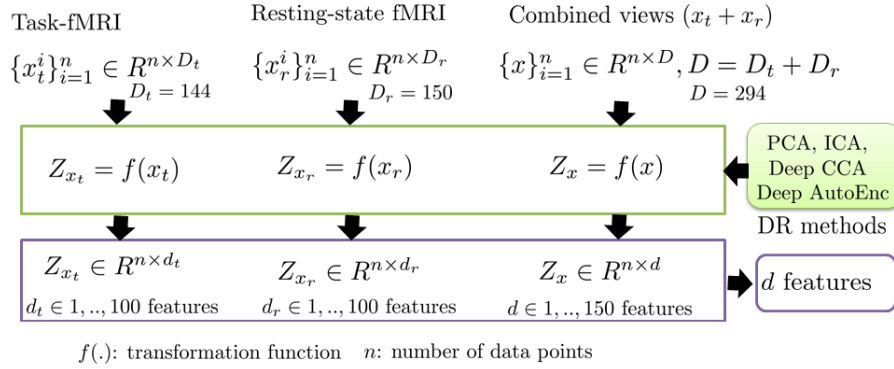 Task-fMRI
Resting-state fMRI
Combined views (x_t + x_r)
{x_t^i}_{i=1}^n ∈ R^{n×D_t}
D_t = 144
{x_r^i}_{i=1}^n ∈ R^{n×D_r}
D_r = 150
{x}_{i=1}^n ∈ R^{n×D}, D = D_t + D_r
D = 294
Z_{x_t} = f(x_t)
Z_{x_r} = f(x_r)
Z_x = f(x)
PCA, ICA,
Deep CCA
Deep AutoEnc
DR methods
Z_{x_t} ∈ R^{n×d_t}
d_t ∈ 1, .., 100 features
Z_{x_r} ∈ R^{n×d_r}
d_r ∈ 1, .., 100 features
Z_x ∈ R^{n×d}
d ∈ 1, .., 150 features
d features
f(.): transformation function n: number of data points